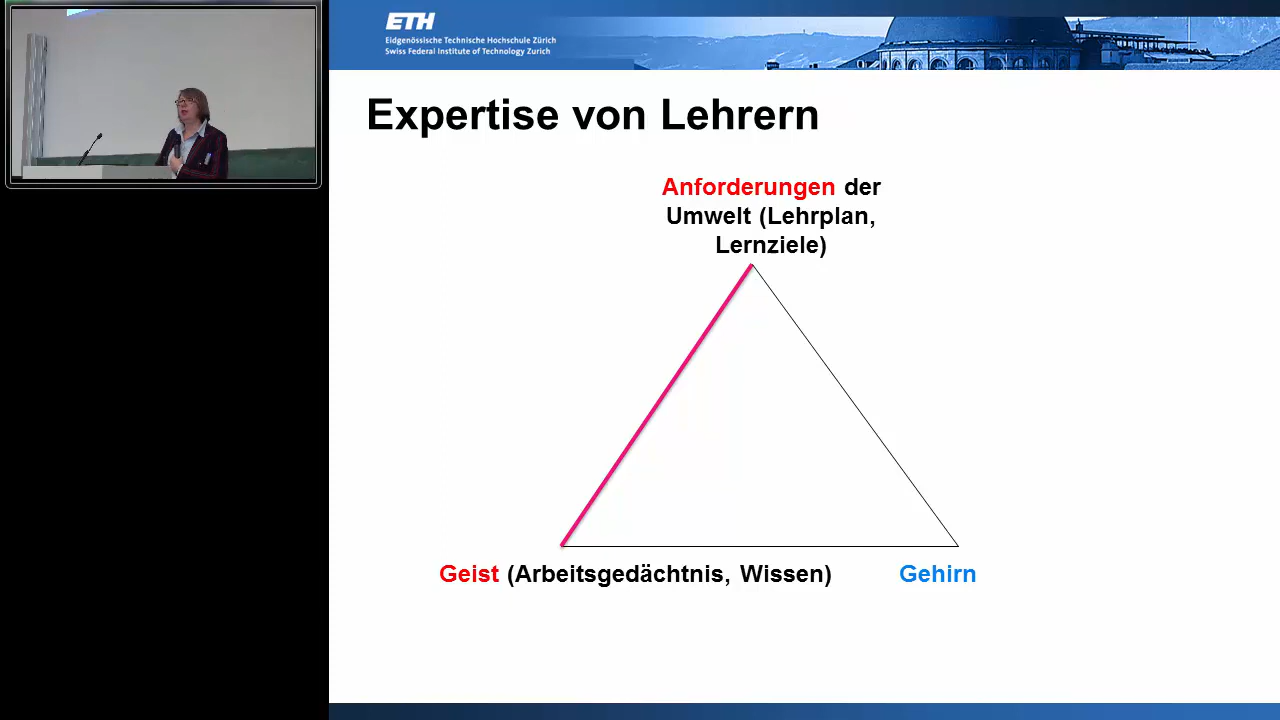 ETH
Eidgenössische Technische Hochschule Zürich
Swiss Federal Institute of Technology Zurich
Expertise von Lehrern
Anforderungen der
Umwelt (Lehrplan,
Lernziele)
Geist (Arbeitsgedächtnis, Wissen)
Gehirn